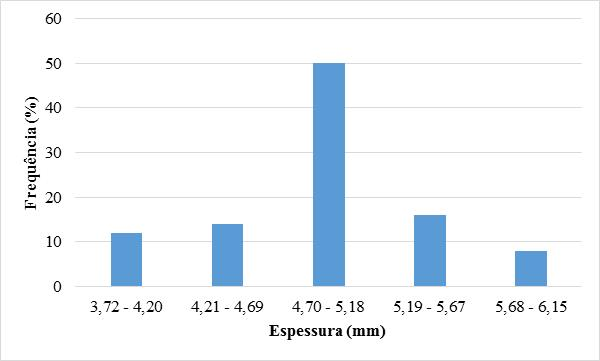 60
50
40
30
20
10
0
Frequência (%)
3,72 - 4,20
4,21 - 4,69
4,70 - 5,18
5,19 - 5,67
5,68 - 6,15
Espessura (mm)